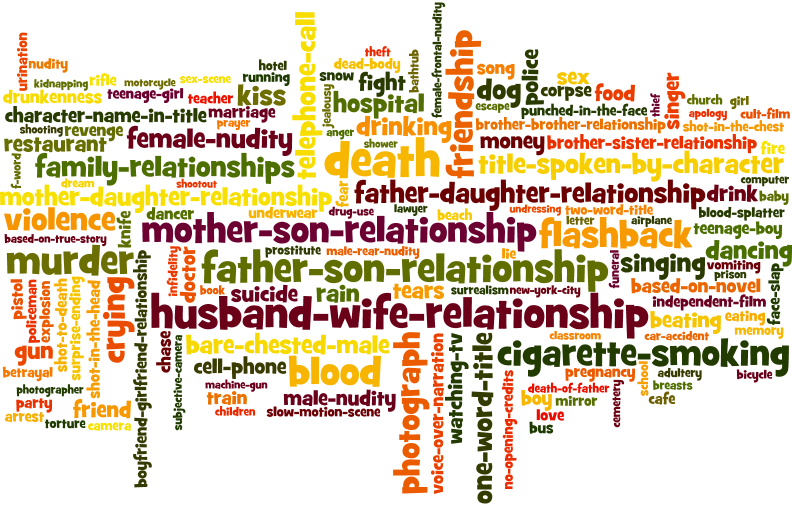 urination
nudity
kidnapping
rifle
motorcycle
sex-scene
hotel
running
telephone-call
theft
dead-body
bathtub
female-frontal-nudity
snow
fight
jealousy
friendship
song
dog
police
escape
sex
corpse
food
thief
singer
church
girl
apology
cult-film
drunkenness
teenage-girl
teacher
kiss
hospital
punched-in-the-face
character-name-in-title
marriage
prayer
anger
drinking
brother-brother-relationship
shot-in-the-chest
shooting
revenge
restaurant
female-nudity
shower
death
money
brother-sister-relationship
fire
f-word
family-relationships
title-spoken-by-character
computer
dream
shootout
mother-daughter-relationship
fear
father-daughter-relationship
drink
baby
violence
knife
dancer
underwear
drug-use
lawyer
beach
undressing
two-word-title
letter
airplane
blood-splatter
teenage-boy
based-on-true-story
mother-son-relationship
flashback
dancing
murder
infidelity
doctor
prostitute
male-rear-nudity
lie
funeral
singing
vomiting
prison
father-son-relationship
based-on-novel
face-slap
pistol
policeman
explosion
shot-to-death
surprise-ending
shot-in-the-head
crying
boyfriend-girlfriend-relationship
book
suicide
rain
tears
surrealism
new-york-city
independent-film
husband-wife-relationship
beating
eating
memory
gun
chase
subjective-camera
bare-chested-male
photograph
voice-over-narration
watching-tv
one-word-title
cigarette-smoking
classroom
car-accident
betrayal
cell-phone
blood
no-opening-credits
pregnancy
school
adultery
bicycle
photographer
machine-gun
death-of-father
cemetery
breasts
party
friend
train
male-nudity
boy
mirror
cafe
arrest
torture
camera
children
slow-motion-scene
love
bus